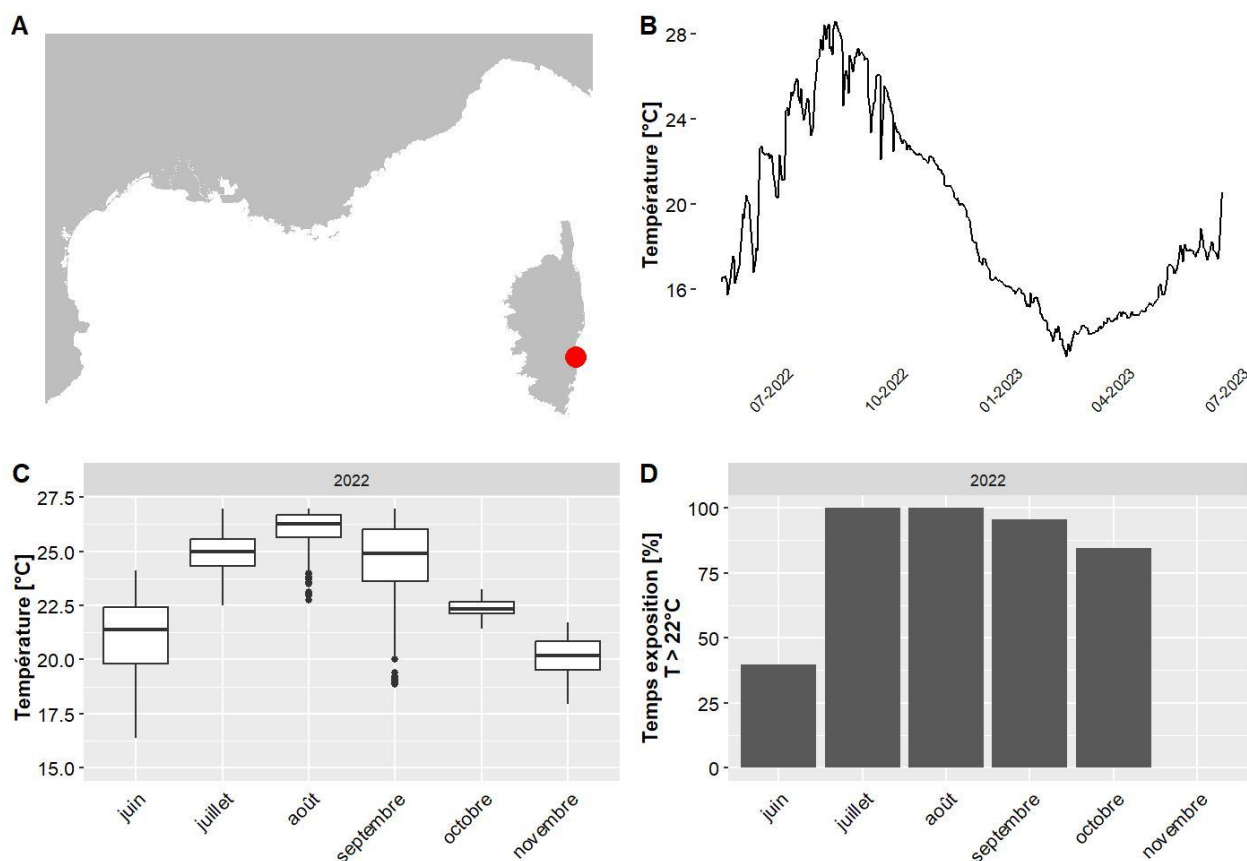 A
B
Température [°C]
28
24
20
16
07-2022
10-2022
01-2023
04-2023
07-2023
C
2022
Température [°C]
27.5
25.0
22.5
20.0
17.5
15.0
juin
juillet
août
septembre
octobre
novembre
D
2022
Temps exposition [%]
T > 22°C
100
75
50
25
0
juin
juillet
août
septembre
octobre
novembre